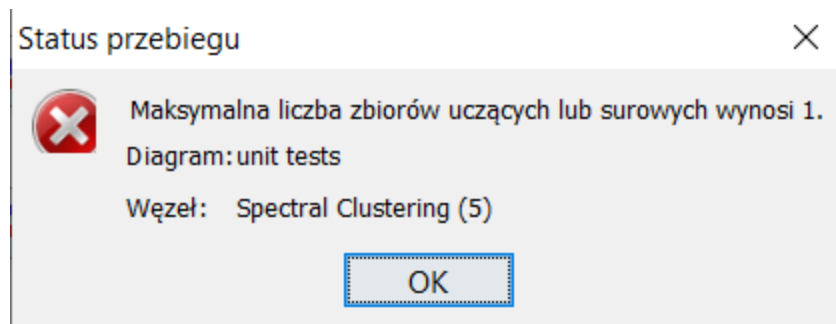 Status przebiegu
Maksymalna liczba zbiorów uczących lub surowych wynosi 1.
Diagram: unit tests
Węzeł: Spectral Clustering (5)
OK